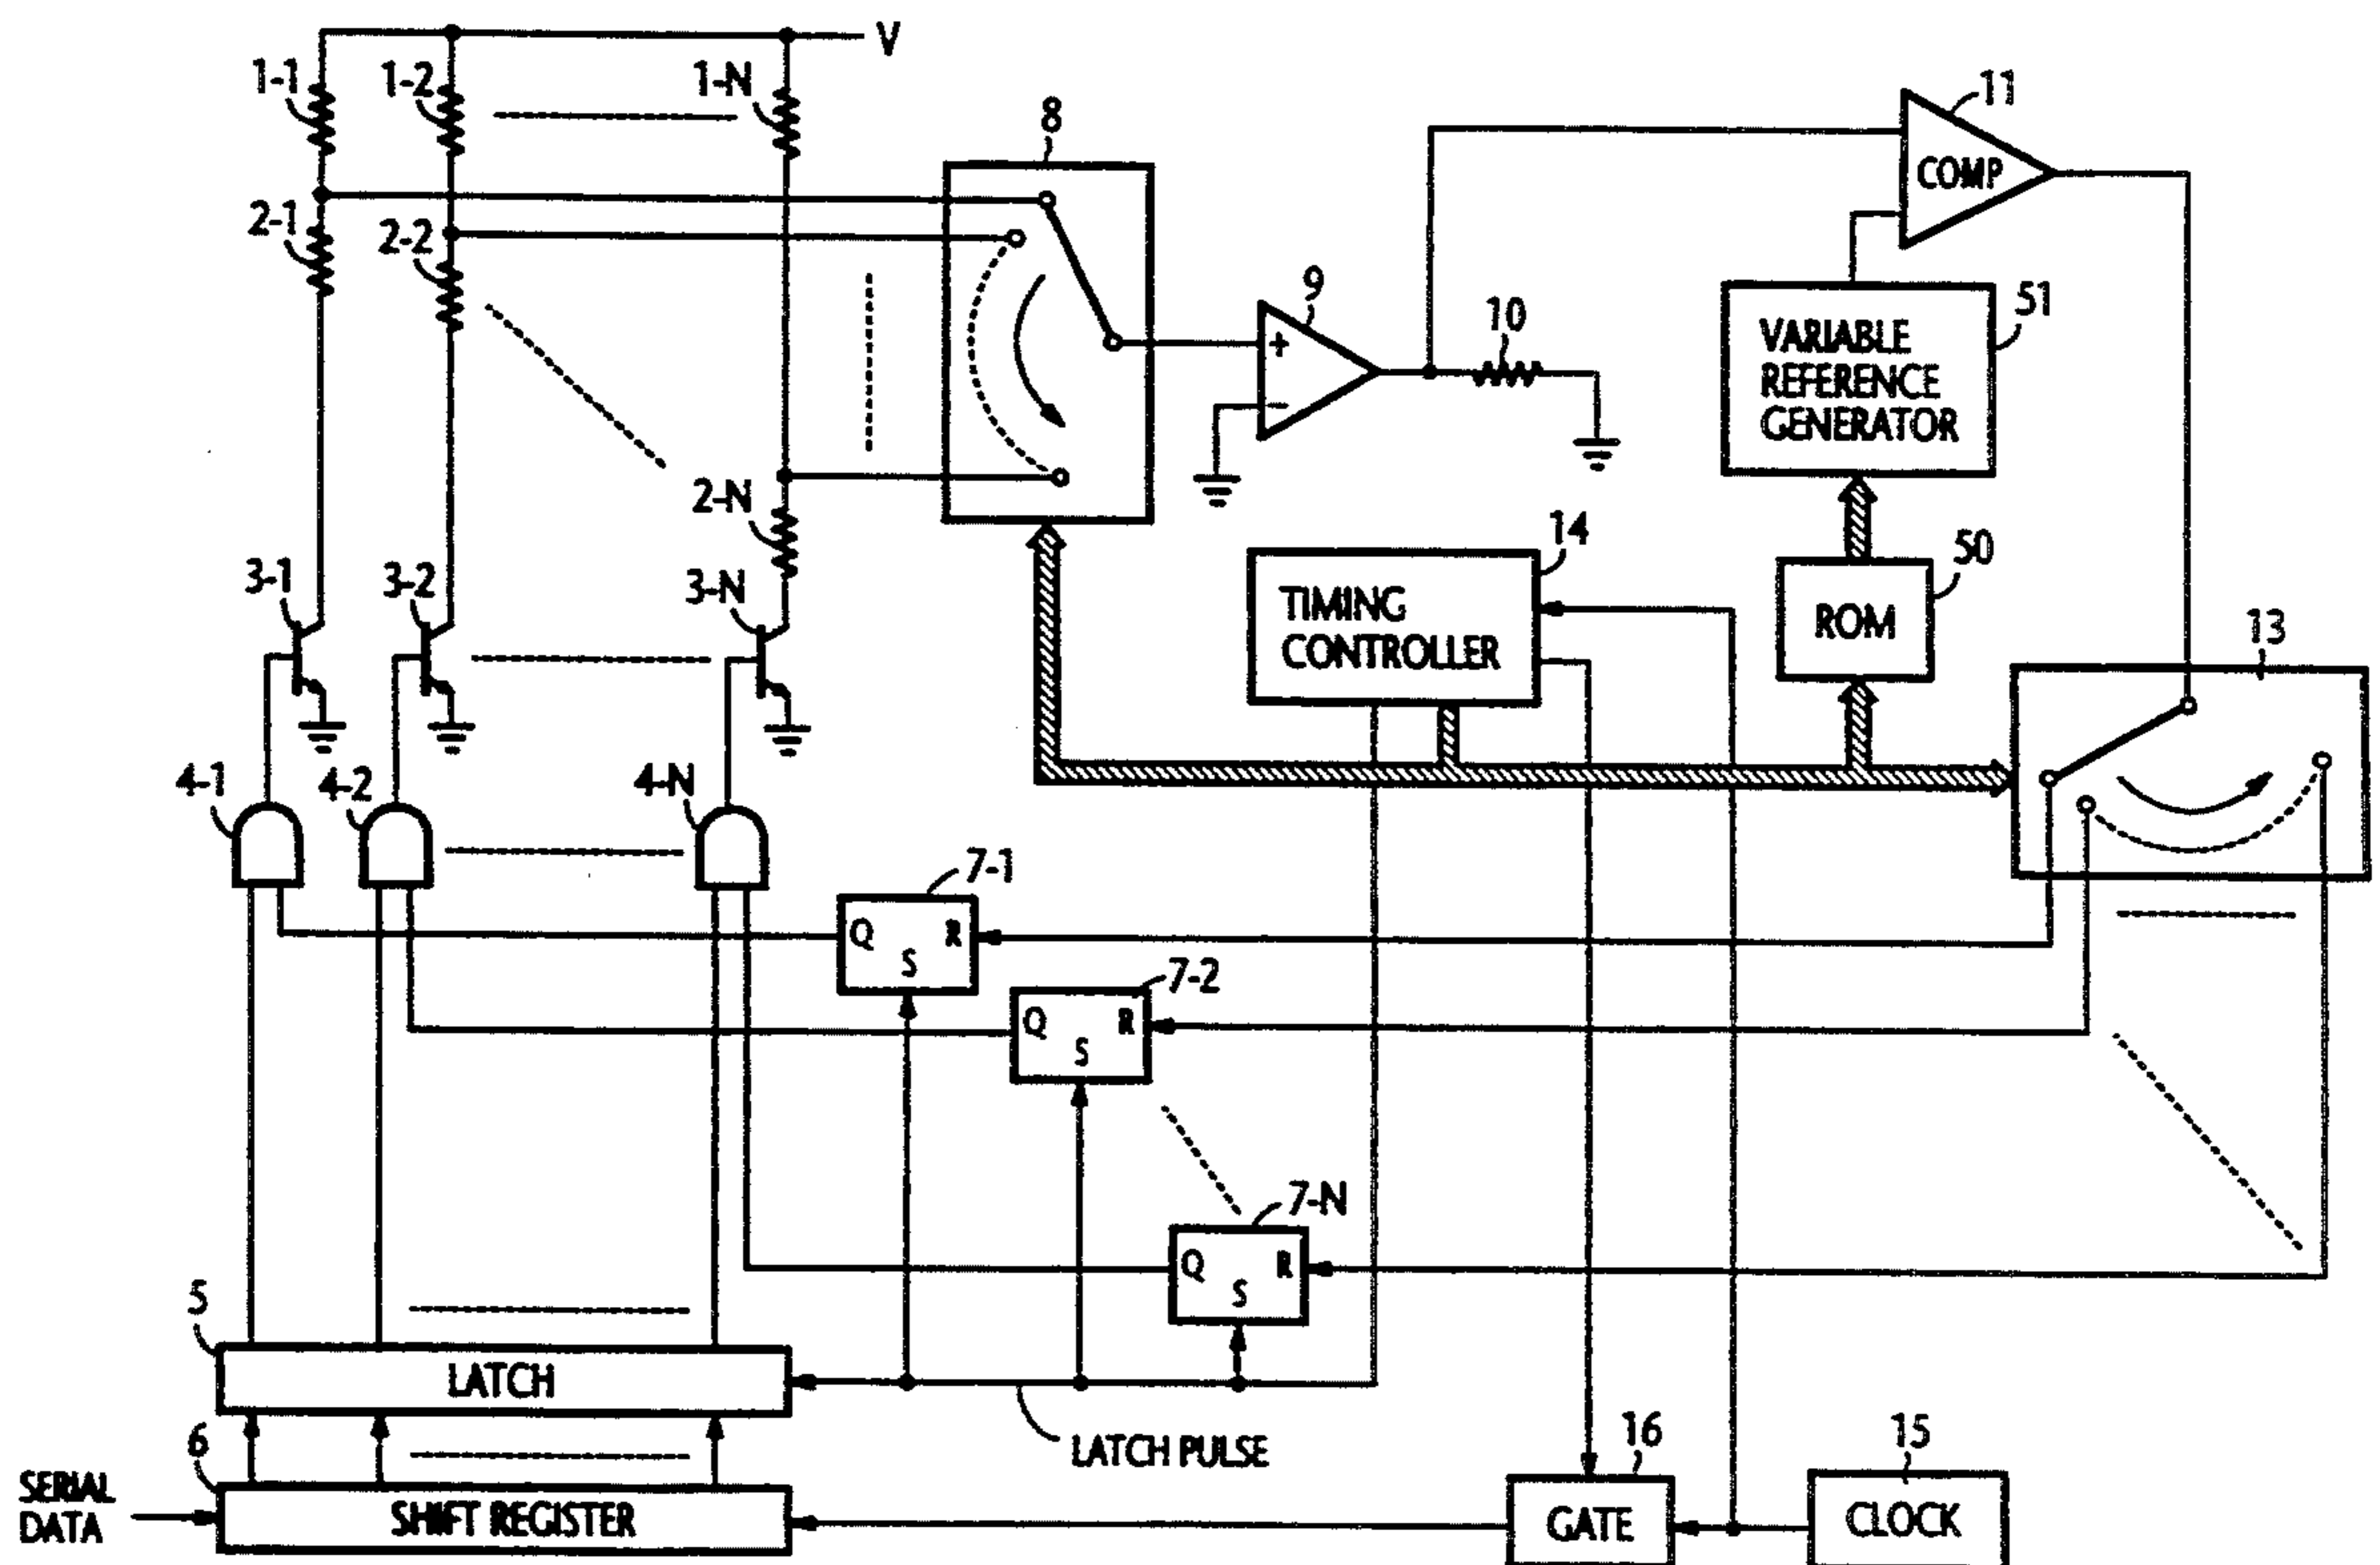 V
1-1
1-2
1-N
8
11
COMP
2-1
2-2
9
10
51
VARIABLE
REFERENCE
GENERATOR
+
−
2-N
14
50
3-1
3-2
3-N
TIMING
CONTROLLER
ROM
13
4-1
4-2
4-N
7-1
Q
R
S
7-2
Q
R
S
7-N
Q
R
S
5
LATCH
6
LATCH PULSE
16
15
SERIAL
DATA
SHIFT REGISTER
GATE
CLOCK